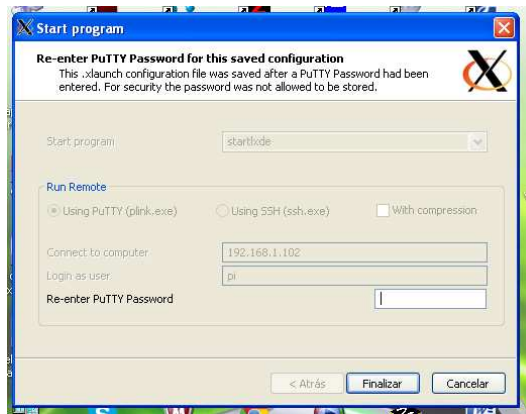 Start program
Re-enter PuTTY Password for this saved configuration
This .xlaunch configuration file was saved after a PuTTY Password had been
entered. For security the password was not allowed to be stored.
Start program
startlxde
Run Remote
Using PuTTY (plink.exe)
Using SSH (ssh.exe)
With compression
Connect to computer
192.168.1.102
Login as user
pi
Re-enter PuTTY Password
< Atrás
Finalizar
Cancelar